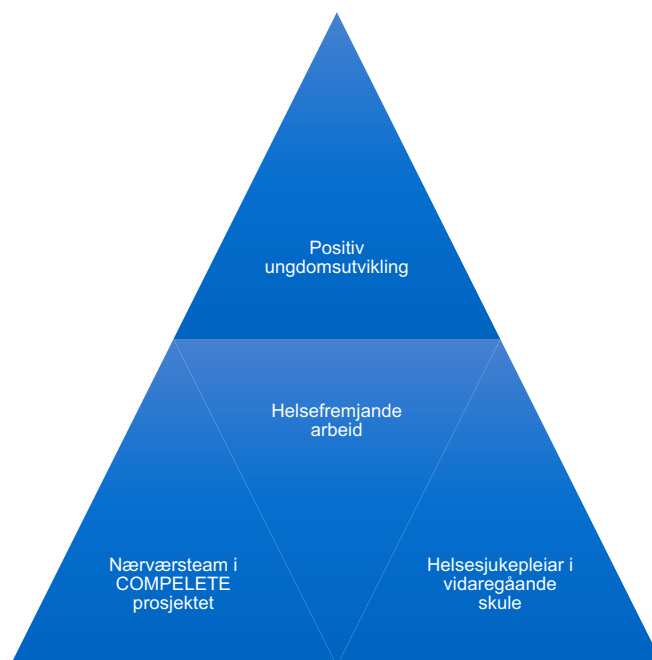 Positiv
ungdomsutvikling
Helsefremjande
arbeid
Nærværsteam i
COMPELETE
prosjektet
Helsesjukepleiar i
vidaregåande
skule